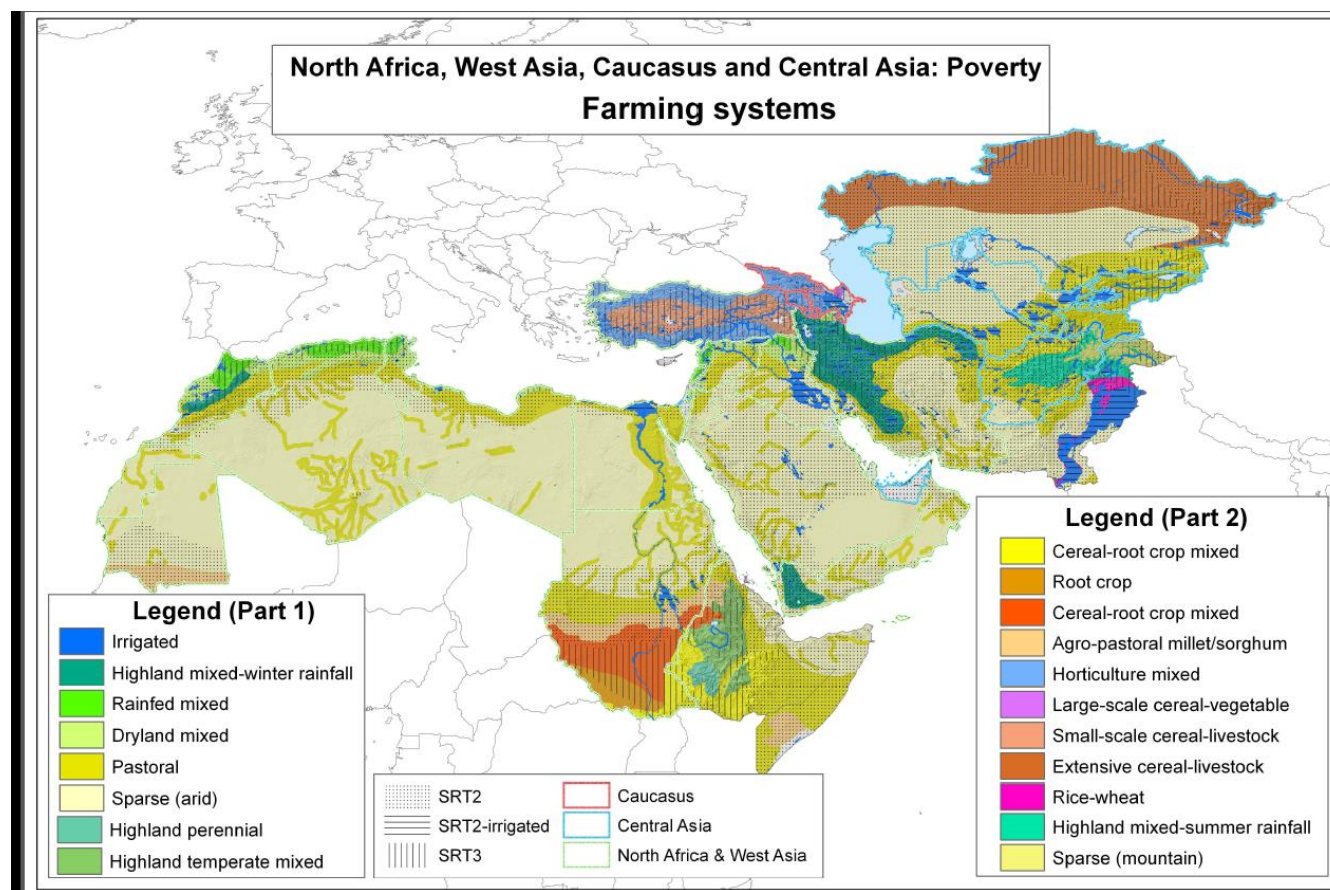 North Africa, West Asia, Caucasus and Central Asia: Poverty
Farming systems
Legend (Part 1)
Irrigated
Highland mixed-winter rainfall
Rainfed mixed
Dryland mixed
Pastoral
Sparse (arid)
Highland perennial
Highland temperate mixed
SRT2
SRT2-irrigated
SRT3
Caucasus
Central Asia
North Africa & West Asia
Legend (Part 2)
Cereal-root crop mixed
Root crop
Cereal-root crop mixed
Agro-pastoral millet/sorghum
Horticulture mixed
Large-scale cereal-vegetable
Small-scale cereal-livestock
Extensive cereal-livestock
Rice-wheat
Highland mixed-summer rainfall
Sparse (mountain)